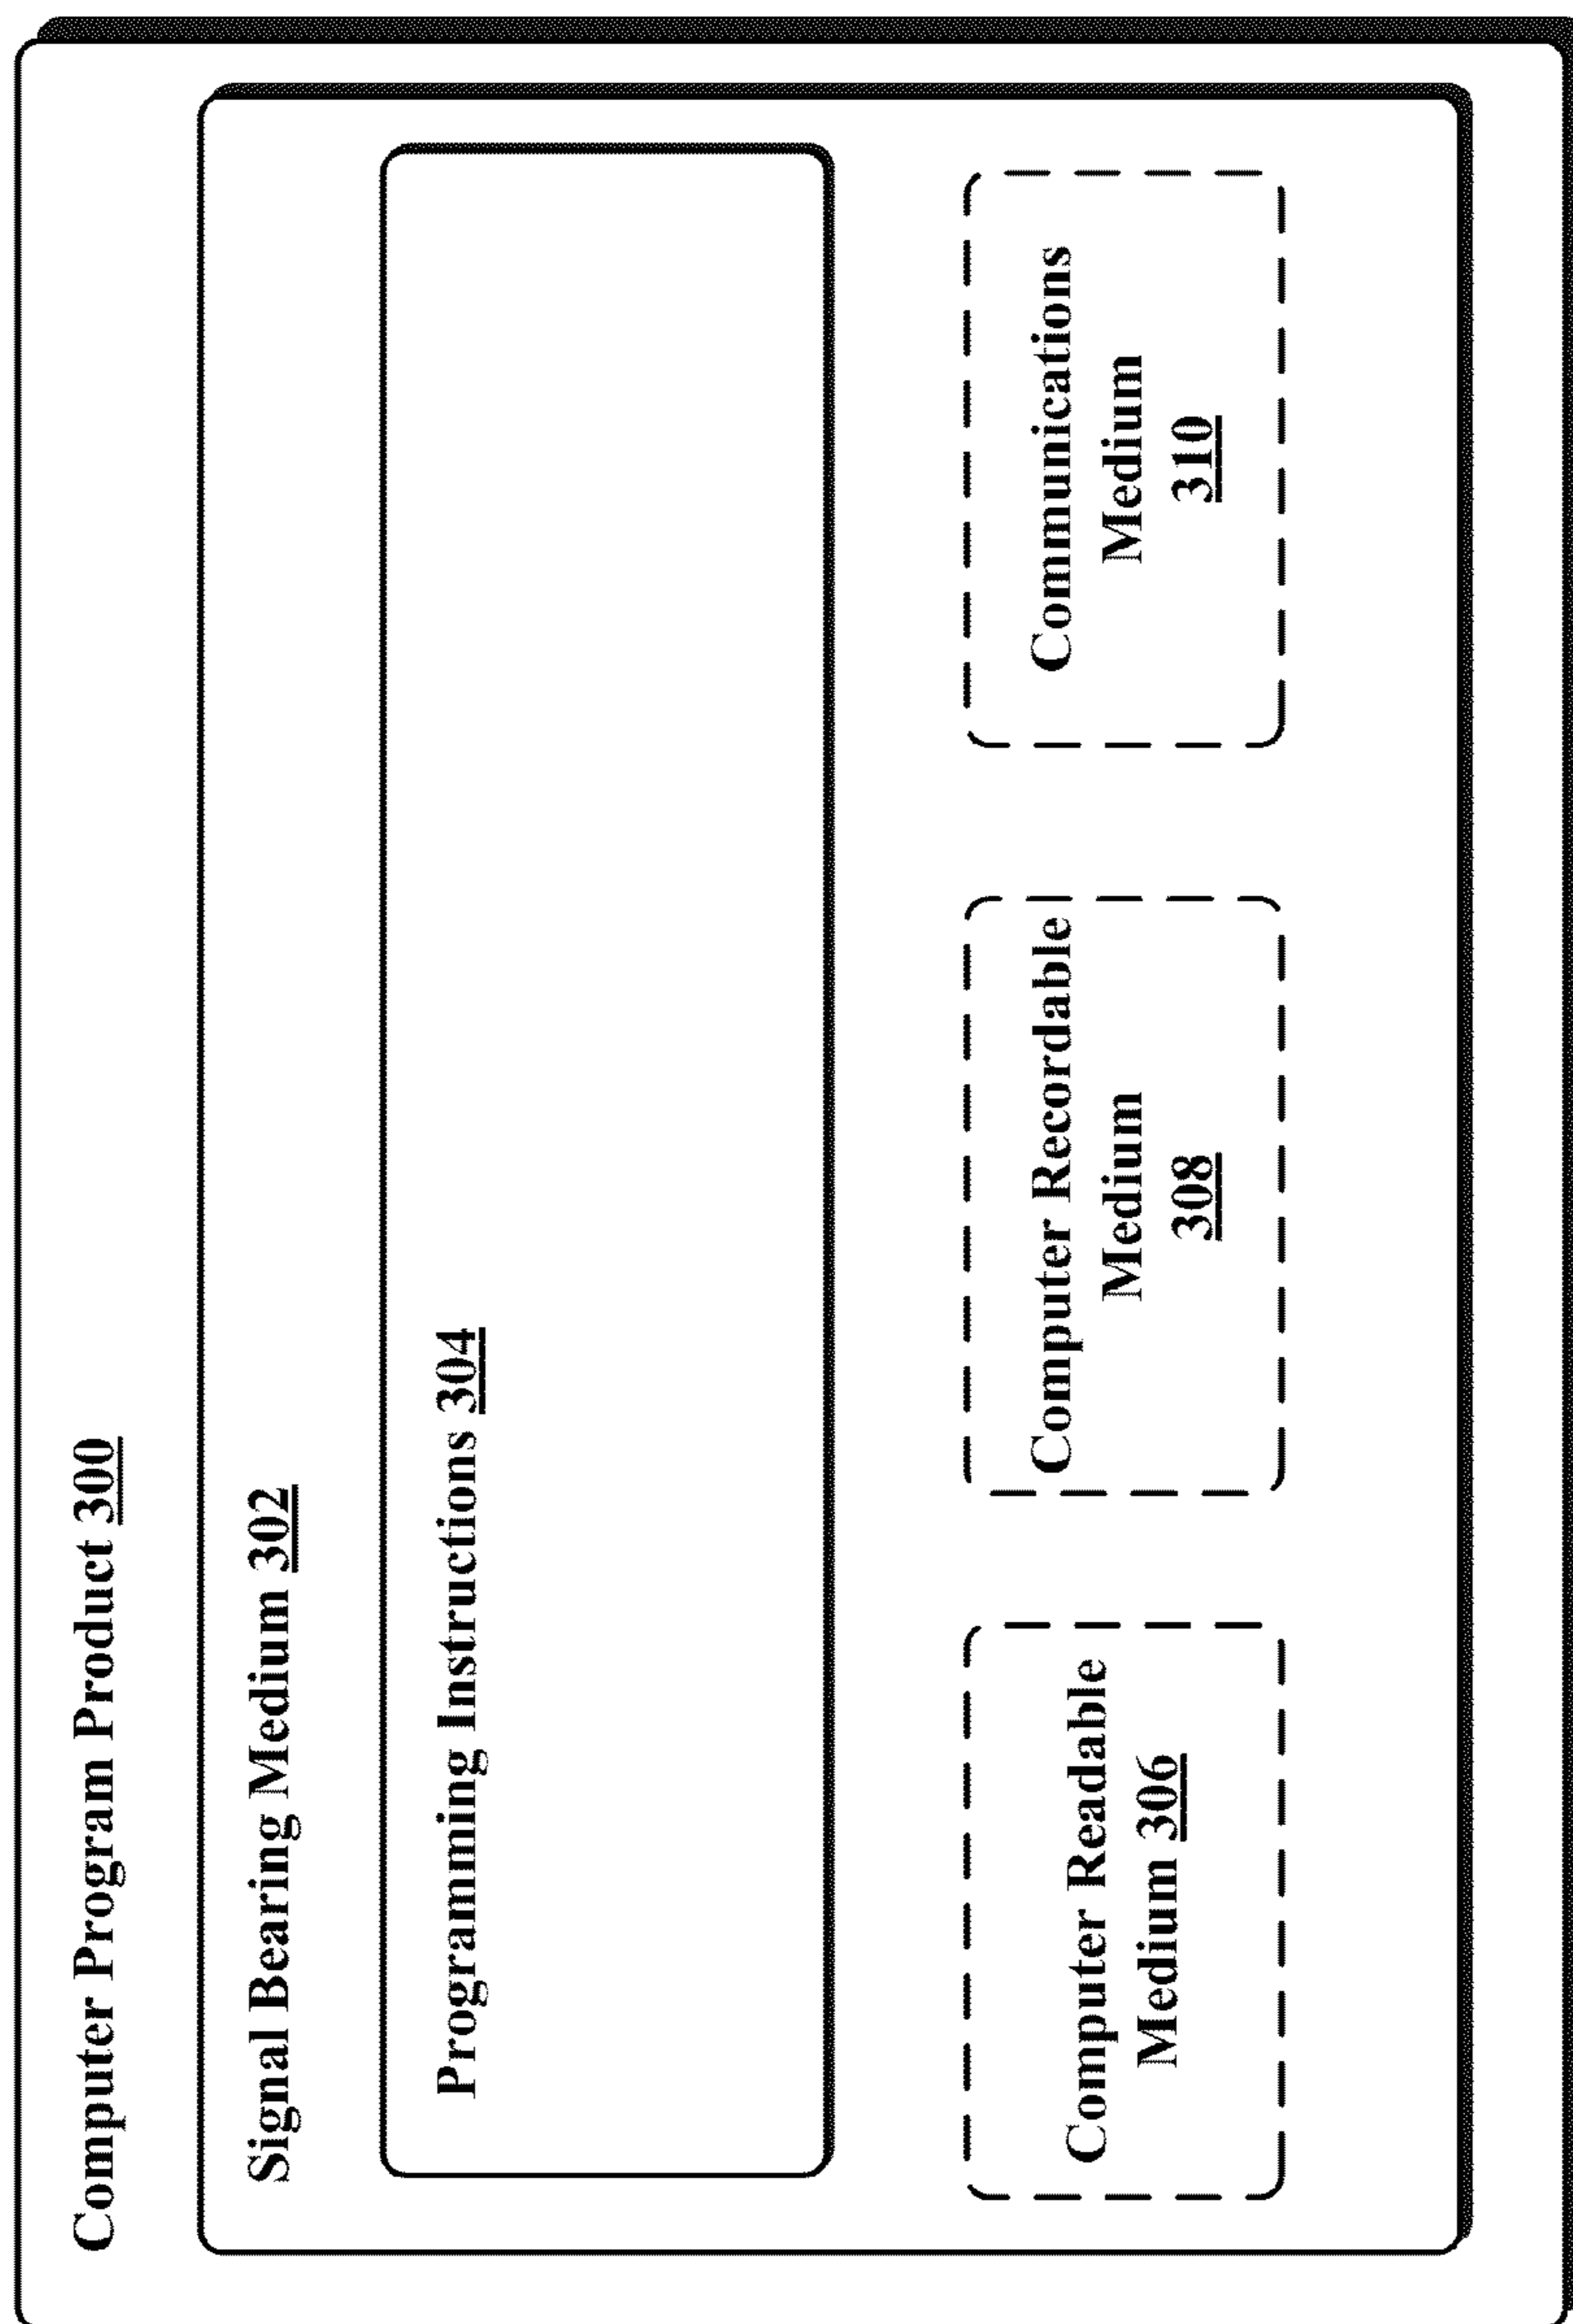 Computer Program Product 300
Signal Bearing Medium 302
Programming Instructions 304
Computer Readable
Medium 306
Computer Recordable
Medium
308
Communications
Medium
310